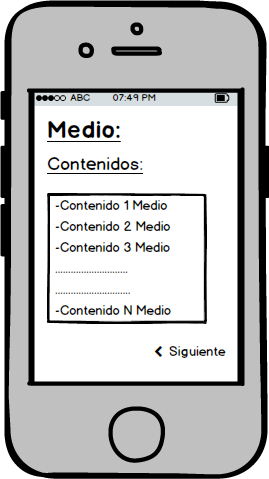 ABC 07:49 PM
Medio:
Contenidos:
-Contenido 1 Medio
-Contenido 2 Medio
-Contenido 3 Medio
............................
.............................
-Contenido N Medio
Siguiente